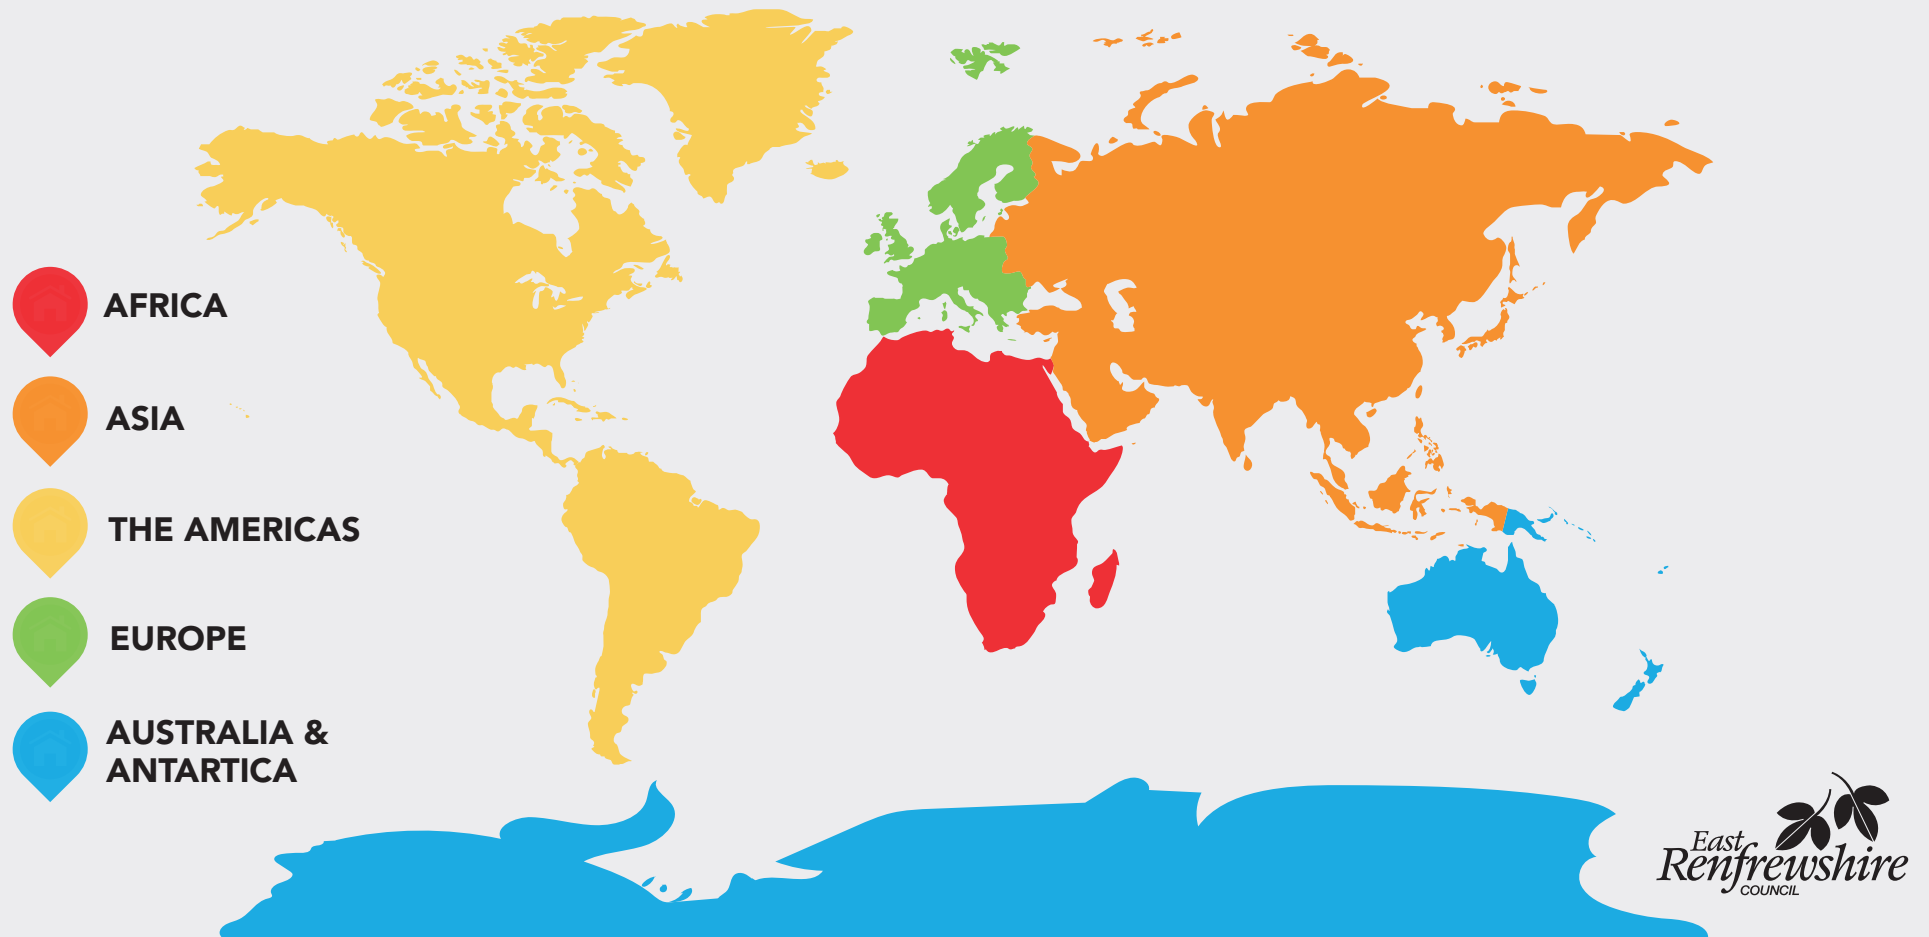 AFRICA
ASIA
THE AMERICAS
EUROPE
AUSTRALIA &
ANTARTICA
East
Renfrewshire
COUNCIL